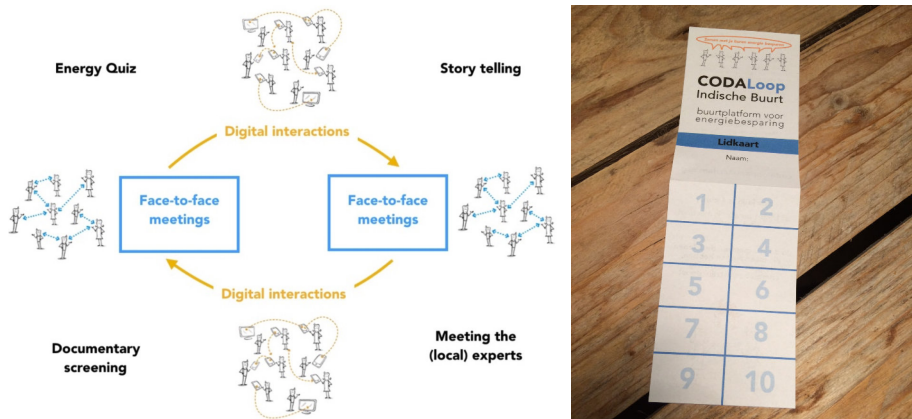 Energy Quiz
Story telling
Digital interactions
Face-to-face
meetings
Face-to-face
meetings
Digital interactions
Documentary
screening
Meeting the
(local) experts
CODALoop
Indische Buurt
buurtplatform voor
energiebesparing
Lidkaart
Naam:
1 2
3 4
5 6
7 8
9 10